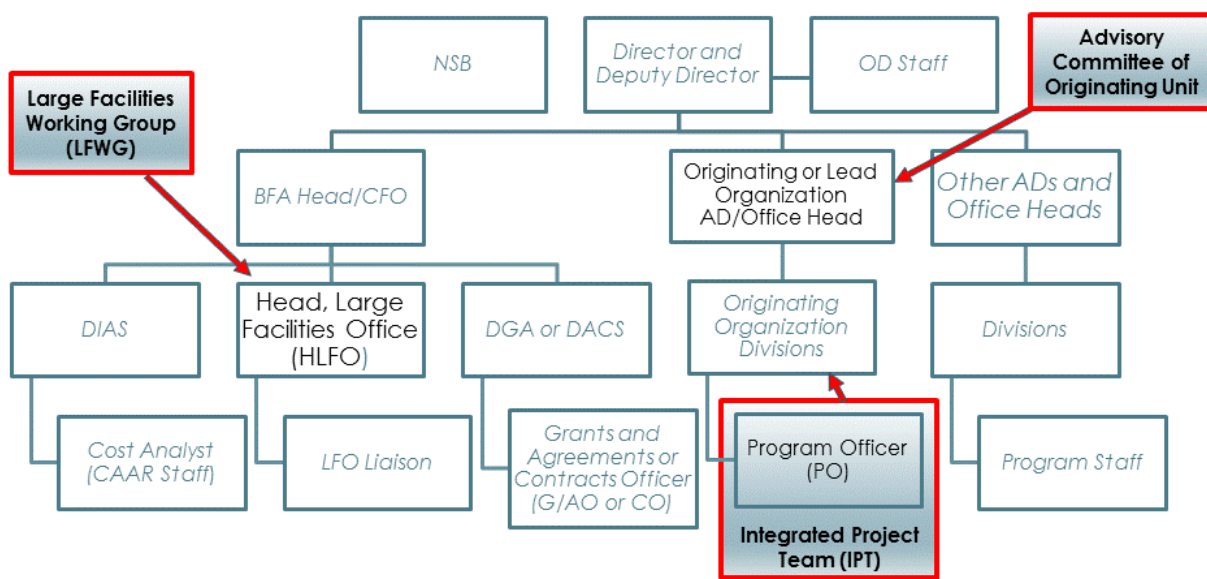 NSB
Director and
Deputy Director
OD Staff
Advisory
Committee of
Originating Unit
Large Facilities
Working Group
(LFWG)
BFA Head/CFO
Originating or Lead
Organization
AD/Office Head
Other ADs and
Office Heads
DIAS
Head, Large
Facilities Office
(HLFO)
DGA or DACS
Originating
Organization
Divisions
Divisions
Cost Analyst
(CAAR Staff)
LFO Liaison
Grants and
Agreements or
Contracts Officer
(G/AO or CO)
Program Officer
(PO)
Program Staff
Integrated Project
Team (IPT)